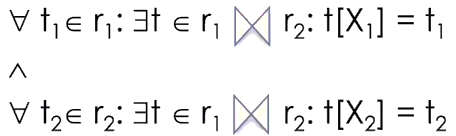 ∀ t₁∈ r₁: ∃t ∈ r₁ ⋈ r₂: t[X₁] = t₁
∧
∀ t₂∈ r₂: ∃t ∈ r₁ ⋈ r₂: t[X₂] = t₂